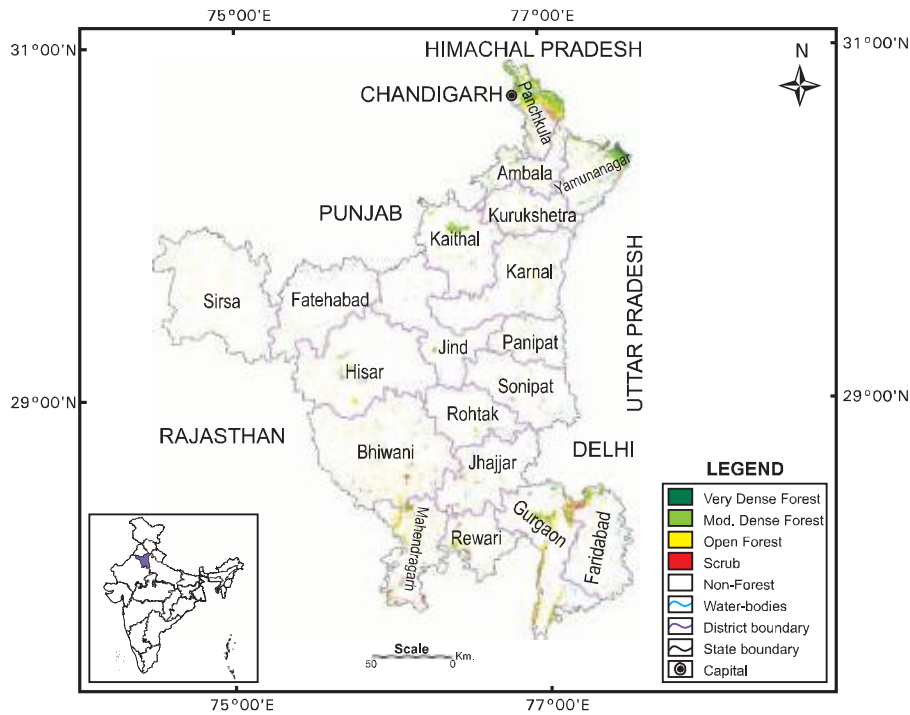 75°00'E 77°00'E
31°00'N 31°00'N
HIMACHAL PRADESH
N
CHANDIGARH
Panchkula
Ambala
Yamunanagar
PUNJAB
Kurukshetra
Kaithal
Karnal
Sirsa
Fatehabad
UTTAR PRADESH
Jind
Panipat
Hisar
Sonipat
29°00'N 29°00'N
Rohtak
RAJASTHAN
Bhiwani
DELHI
Jhajjar
Gurgaon
Mahendragarh
Rewari
Faridabad
LEGEND
Very Dense Forest
Mod. Dense Forest
Open Forest
Scrub
Non-Forest
Water-bodies
District boundary
State boundary
Capital
Scale
50 0 Km.
75°00'E 77°00'E